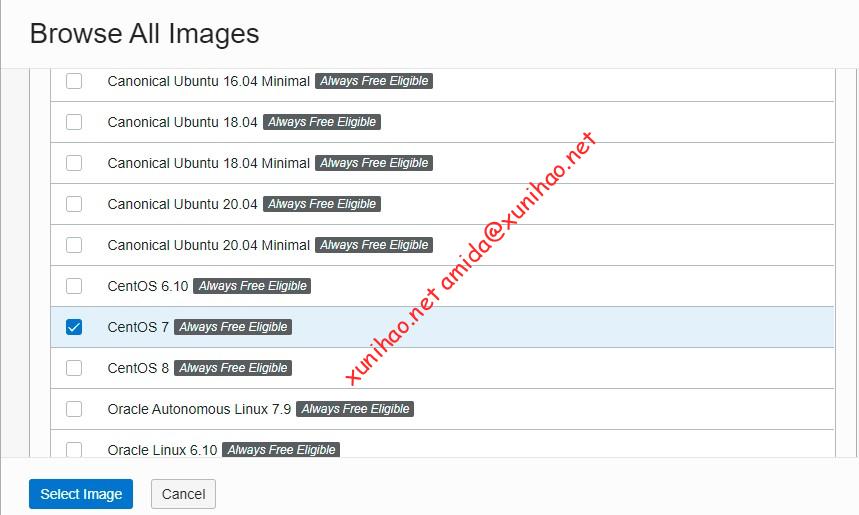 Browse All Images
Canonical Ubuntu 16.04 Minimal Always Free Eligible
Canonical Ubuntu 18.04 Always Free Eligible
Canonical Ubuntu 18.04 Minimal Always Free Eligible
Canonical Ubuntu 20.04 Always Free Eligible
Canonical Ubuntu 20.04 Minimal Always Free Eligible
CentOS 6.10 Always Free Eligible
CentOS 7 Always Free Eligible
CentOS 8 Always Free Eligible
Oracle Autonomous Linux 7.9 Always Free Eligible
Oracle Linux 6.10 Always Free Eligible
xunihao.net amida@xunihao.net
Select Image Cancel